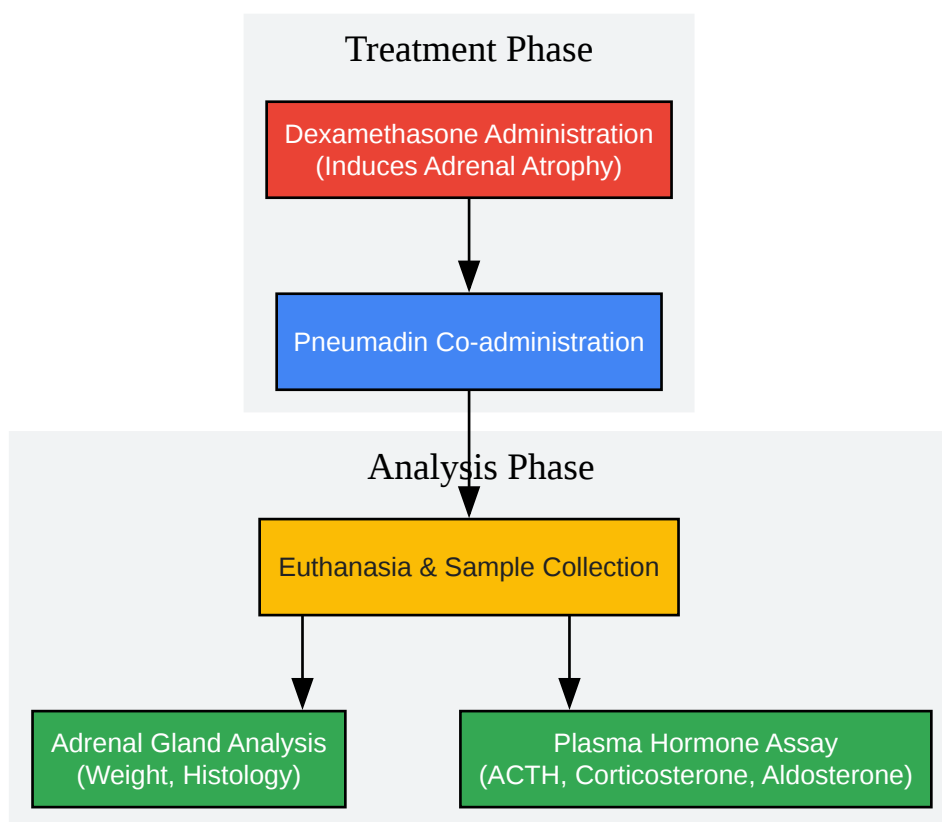 Treatment Phase
Dexamethasone Administration
(Induces Adrenal Atrophy)
Pneumadin Co-administration
Analysis Phase
Euthanasia & Sample Collection
Adrenal Gland Analysis
(Weight, Histology)
Plasma Hormone Assay
(ACTH, Corticosterone, Aldosterone)